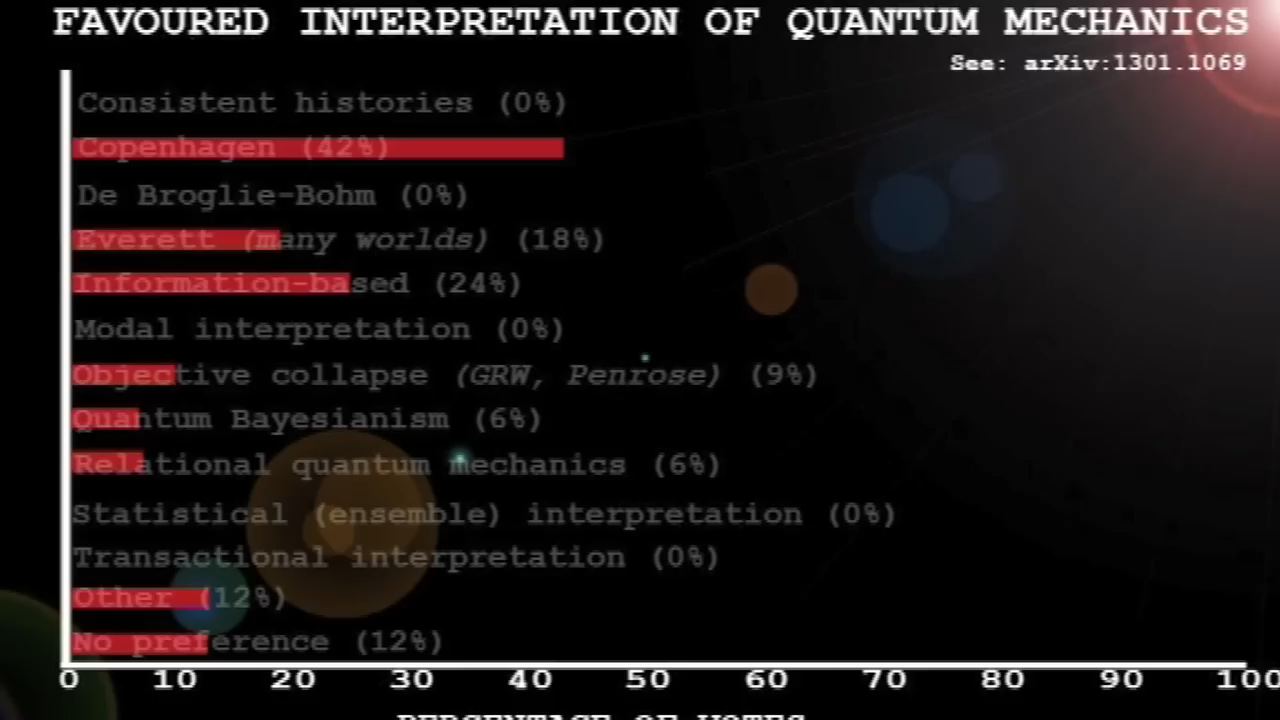 FAVOURED INTERPRETATION OF QUANTUM MECHANICS
See: arXiv:1301.1069
Consistent histories (0%)
Copenhagen (42%)
De Broglie-Bohm (0%)
Everett (many worlds) (18%)
Information-based (24%)
Modal interpretation (0%)
Objective collapse (GRW, Penrose) (9%)
Quantum Bayesianism (6%)
Relational quantum mechanics (6%)
Statistical (ensemble) interpretation (0%)
Transactional interpretation (0%)
Other (12%)
No preference (12%)
0 10 20 30 40 50 60 70 80 90 100
PERCENTAGE OF VOTES